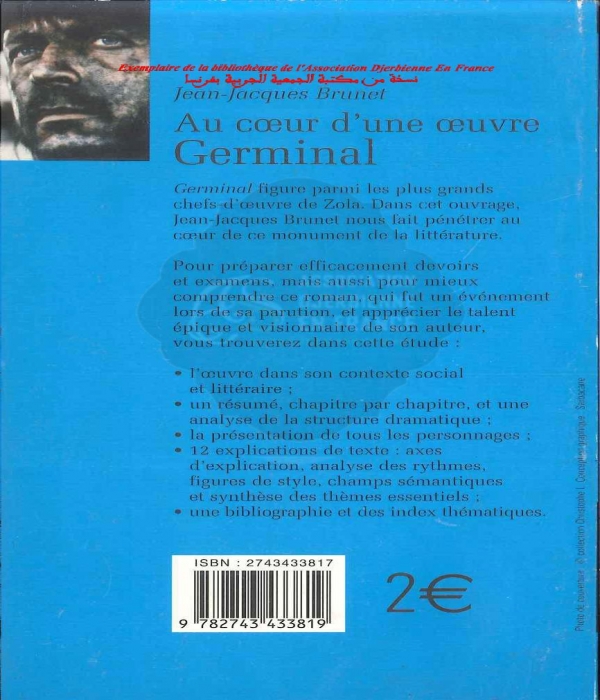 Exemplaire de la bibliothèque de l'Association Djerbienne En France
نسخة من مكتبة الجمعية الجربية بفرنسا
Jean-Jacques Brunet
Au cœur d'une œuvre
Germinal
Germinal figure parmi les plus grands
chefs-d'œuvre de Zola. Dans cet ouvrage,
Jean-Jacques Brunet nous fait pénétrer au
cœur de ce monument de la littérature.
Pour préparer efficacement devoirs
et examens, mais aussi pour mieux
comprendre ce roman, qui fut un événement
lors de sa parution, et apprécier le talent
épique et visionnaire de son auteur,
vous trouverez dans cette étude :
• l'œuvre dans son contexte social
et littéraire ;
• un résumé, chapitre par chapitre, et une
analyse de la structure dramatique ;
• la présentation de tous les personnages ;
• 12 explications de texte : axes
d'explication, analyse des rythmes,
figures de style, champs sémantiques
et synthèse des thèmes essentiels ;
• une bibliographie et des index thématiques.
ISBN : 2743433817
9 782743 433819
2€
Photo de couverture : © collection Christophe L. Conception graphique :